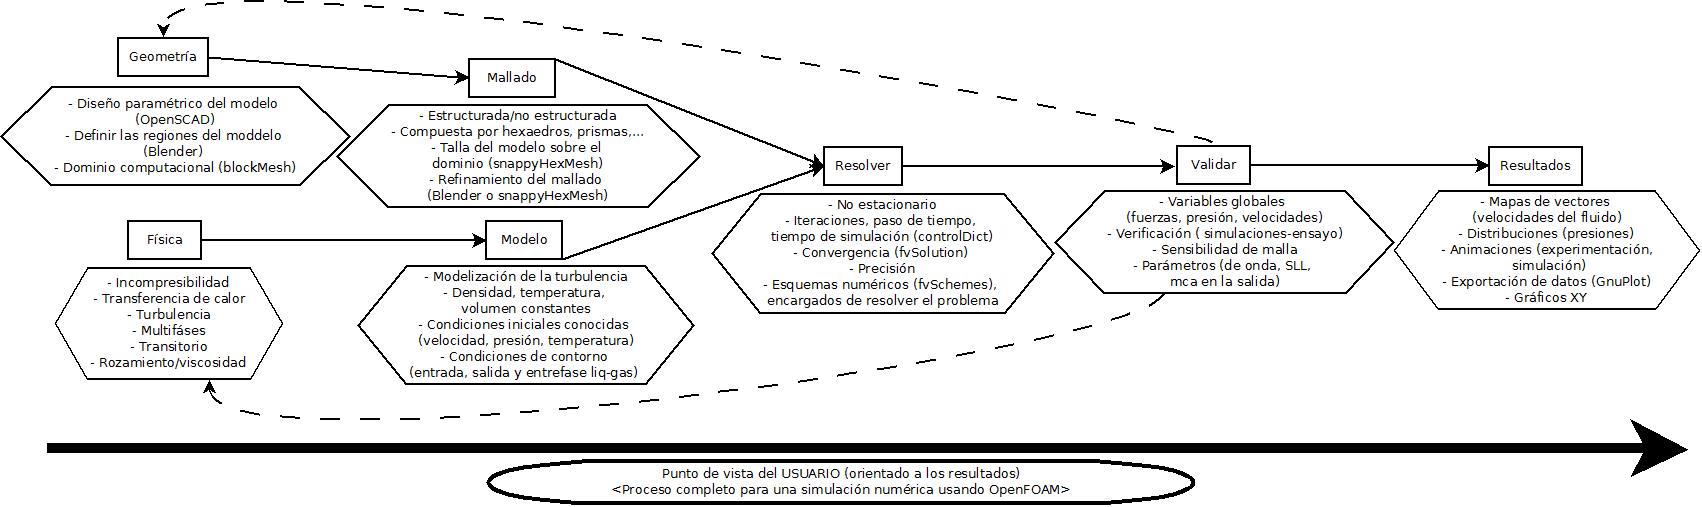 Geometría
- Diseño paramétrico del modelo
(OpenSCAD)
- Definir las regiones del moddelo
(Blender)
- Dominio computacional (blockMesh)
Mallado
- Estructurada/no estructurada
- Compuesta por hexaedros, prismas,...
- Talla del modelo sobre el
dominio (snappyHexMesh)
- Refinamiento del mallado
(Blender o snappyHexMesh)
Física
- Incompresibilidad
- Transferencia de calor
- Turbulencia
- Multifáses
- Transitorio
- Rozamiento/viscosidad
Modelo
- Modelización de la turbulencia
- Densidad, temperatura,
volumen constantes
- Condiciones iniciales conocidas
(velocidad, presión, temperatura)
- Condiciones de contorno
(entrada, salida y entrefase liq-gas)
Resolver
- No estacionario
- Iteraciones, paso de tiempo,
tiempo de simulación (controlDict)
- Convergencia (fvSolution)
- Precisión
- Esquemas numéricos (fvSchemes),
encargados de resolver el problema
Validar
- Variables globales
(fuerzas, presión, velocidades)
- Verificación ( simulaciones-ensayo)
- Sensibilidad de malla
- Parámetros (de onda, SLL,
mca en la salida)
Resultados
- Mapas de vectores
(velocidades del fluido)
- Distribuciones (presiones)
- Animaciones (experimentación,
simulación)
- Exportación de datos (GnuPlot)
- Gráficos XY
Punto de vista del USUARIO (orientado a los resultados)
<Proceso completo para una simulación numérica usando OpenFOAM>